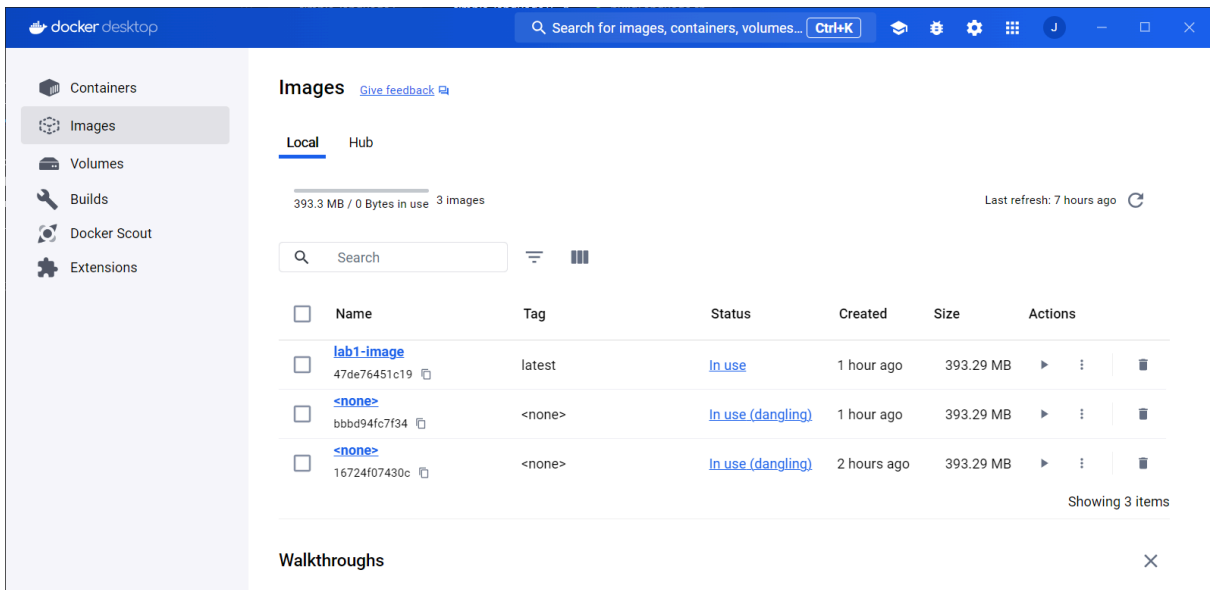 docker desktop
Search for images, containers, volumes... Ctrl+K
J
Containers
Images
Volumes
Builds
Docker Scout
Extensions
Images Give feedback
Local Hub
393.3 MB / 0 Bytes in use 3 images
Last refresh: 7 hours ago
Search
Name Tag Status Created Size Actions
lab1-image
47de76451c19 latest In use 1 hour ago 393.29 MB
<none>
bbbd94fc7f34 <none> In use (dangling) 1 hour ago 393.29 MB
<none>
16724f07430c <none> In use (dangling) 2 hours ago 393.29 MB
Showing 3 items
Walkthroughs